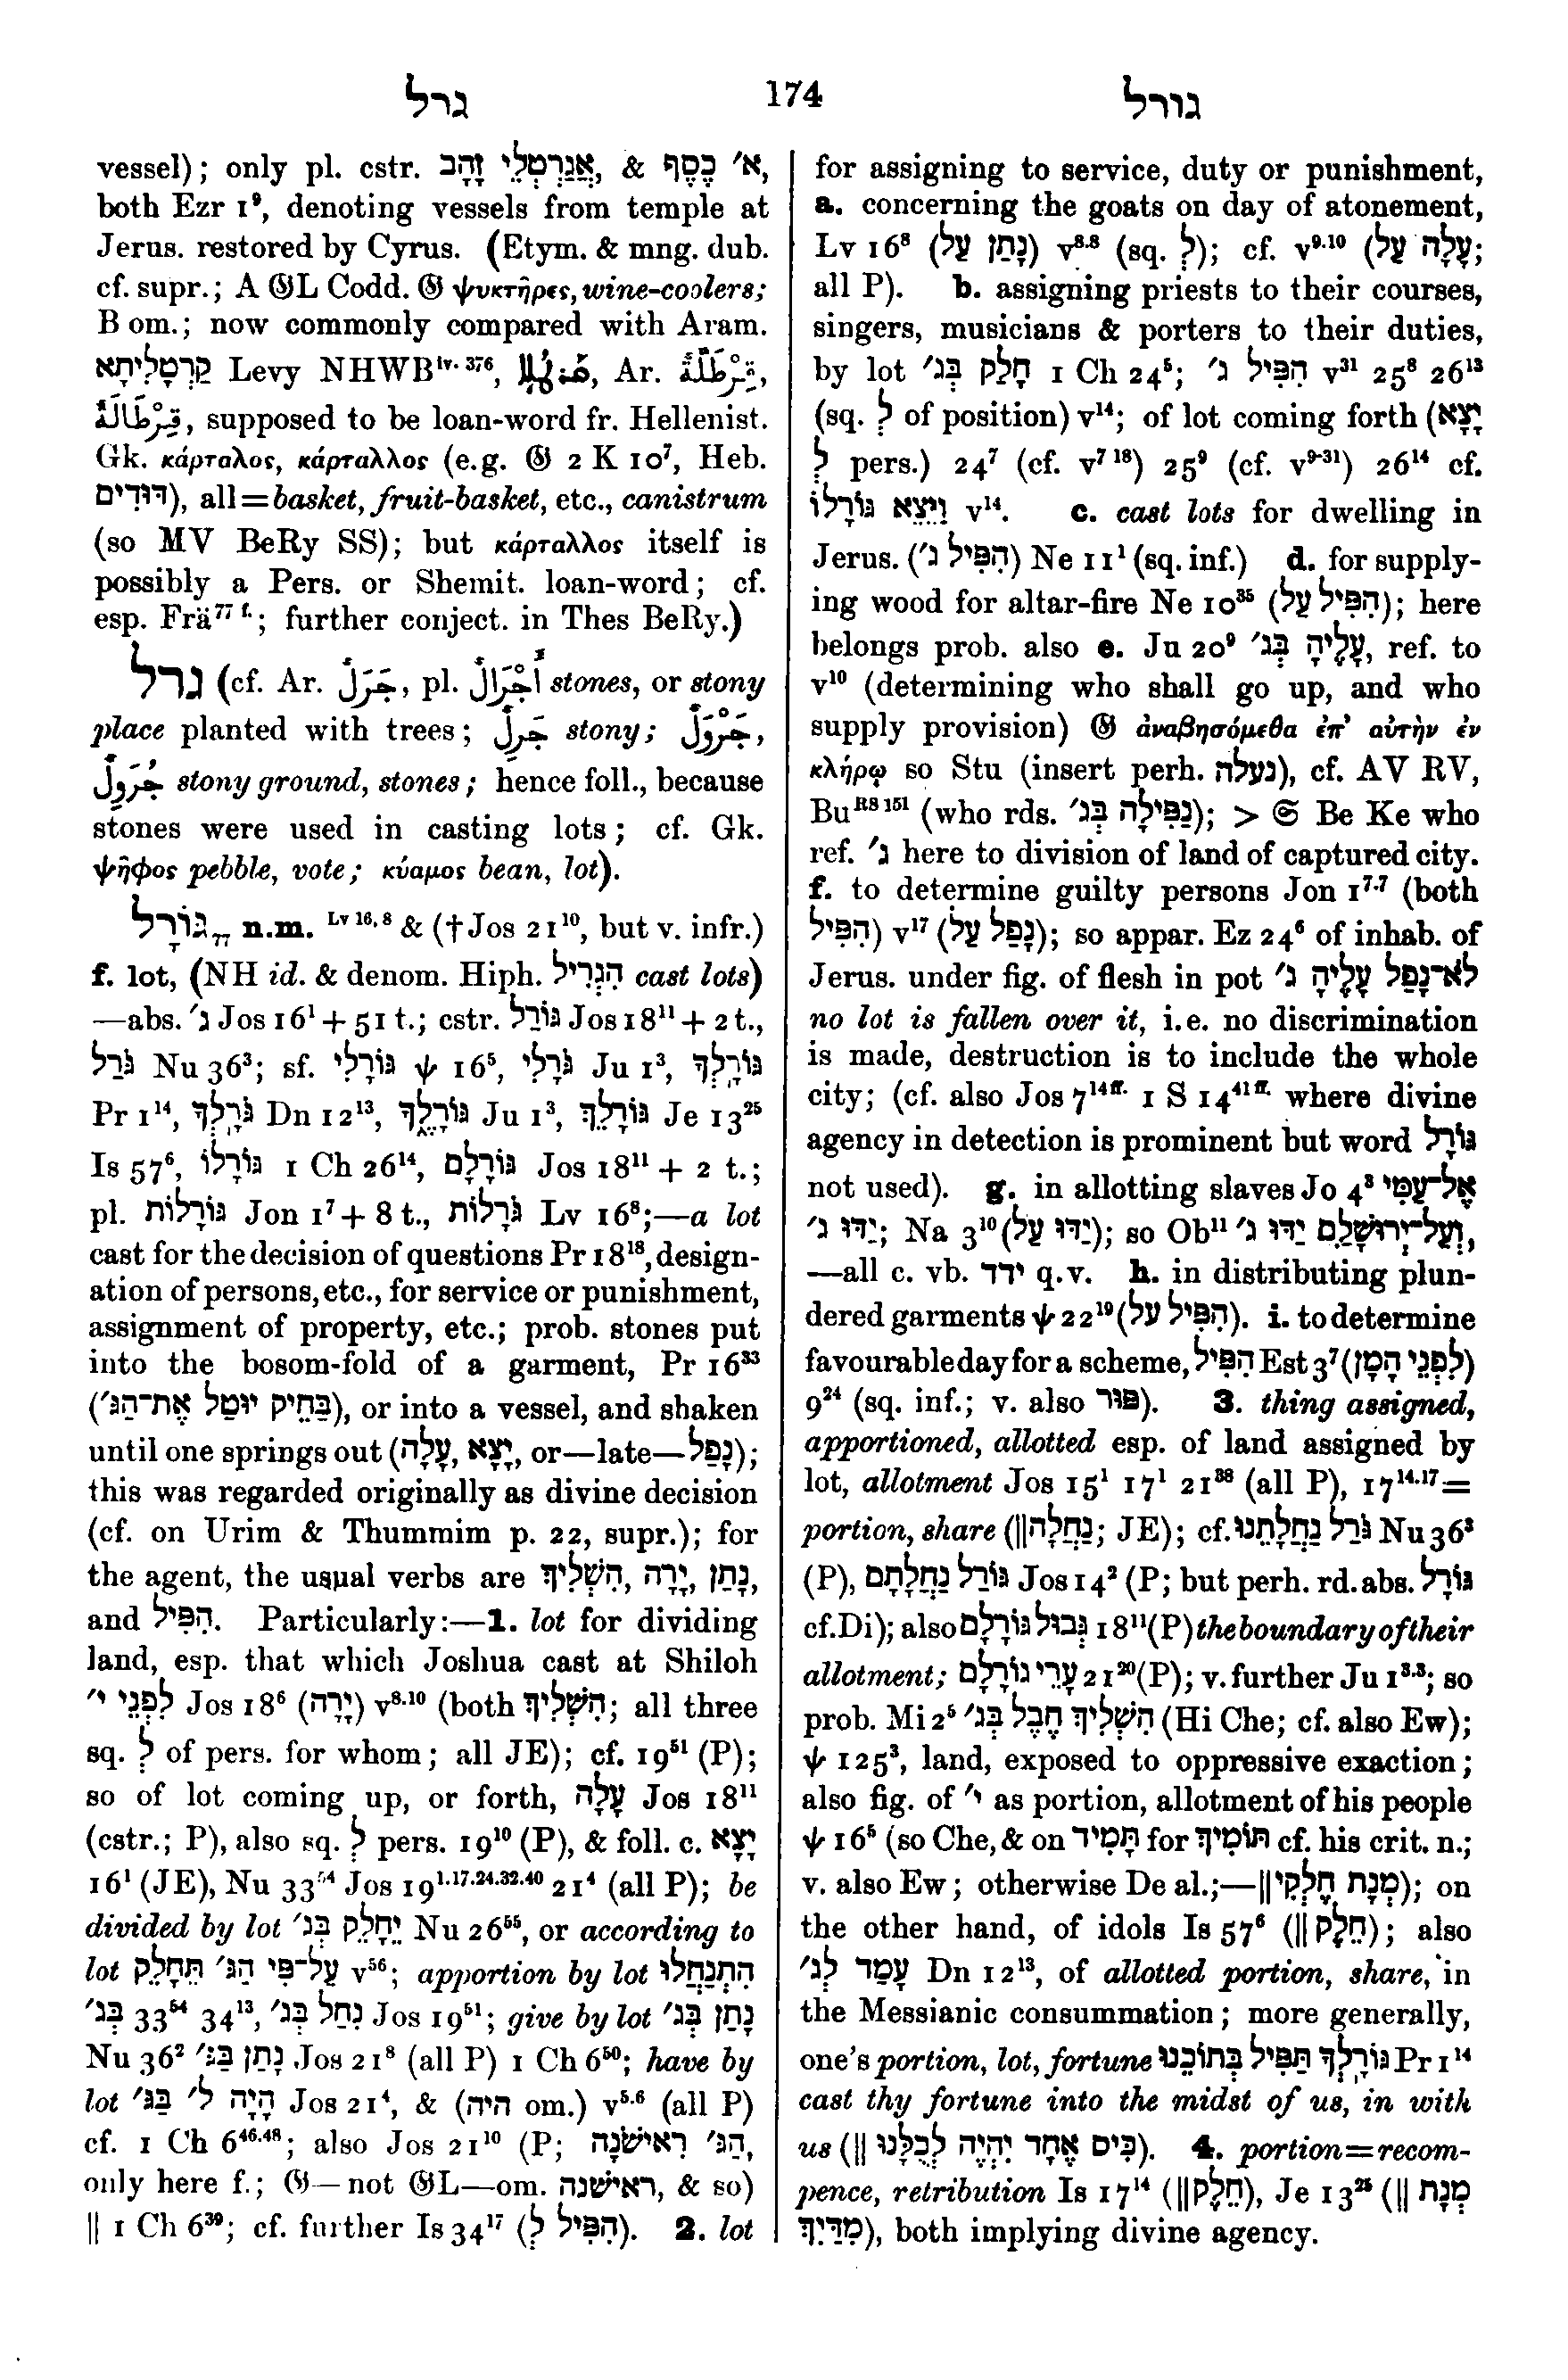 גרל
174
גורל
vessel); only pl. cstr. אֲגַרְטְלֵי זָהָב, & א׳ כֶּסֶף,
both Ezr 1⁹, denoting vessels from temple at
Jerus. restored by Cyrus. (Etym. & mng. dub.
cf. supr.; A 𝔊L Codd. 𝔊 ψυκτῆρες, wine-coolers;
B om.; now commonly compared with Aram.
קַרְטָלִיתָא Levy NHWBⁱᵛ·³⁷⁶, Ar. قِرْطَلَّةٌ,
قِرْطَالَةٌ, supposed to be loan-word fr. Hellenist.
Gk. κάρταλος, κάρταλλος (e.g. 𝔊 2 K 10⁷, Heb.
דּוּדִים), all=basket, fruit-basket, etc., canistrum
(so MV BeRy SS); but κάρταλλος itself is
possibly a Pers. or Shemit. loan-word; cf.
esp. Frä⁷⁷ ᶠ·; further conject. in Thes BeRy.)
גרל (cf. Ar. جَرَلٌ, pl. أَجْرَالٌ stones, or stony
place planted with trees; جَرِلٌ stony; جَرْوَلٌ,
جُرَوِلٌ stony ground, stones; hence foll., because
stones were used in casting lots; cf. Gk.
ψῆφος pebble, vote; κύαμος bean, lot).
גּוֹרָל₇₇ n.m. Lv 16, 8 & (†Jos 21¹⁰, but v. infr.)
f. lot, (NH id. & denom. Hiph. הִגְרִיל cast lots)
—abs. ג׳ Jos 16¹ + 51 t.; cstr. גּוֹרַל Jos 18¹¹ + 2 t.,
גֹּרַל Nu 36³; sf. גּוֹרָלִי ψ 16⁵, גֹּרָלִי Ju 1³, גּוֹרָלְךָ
Pr 1¹⁴, גֹּרָלְךָ Dn 12¹³, גּוֹרָלֶךָ Ju 1³, גּוֹרָלֵךְ Je 13²⁵
Is 57⁶, גּוֹרָלוֹ 1 Ch 26¹⁴, גּוֹרָלָם Jos 18¹¹ + 2 t.;
pl. גּוֹרָלוֹת Jon 1⁷ + 8 t., גֹּרָלוֹת Lv 16⁸;—a lot
cast for the decision of questions Pr 18¹⁸, design-
ation of persons, etc., for service or punishment,
assignment of property, etc.; prob. stones put
into the bosom-fold of a garment, Pr 16³³
(בַּחֵיק יוּטַל אֶת־הַגּ׳), or into a vessel, and shaken
until one springs out (עָלָה, יָצָא, or—late—נָפַל);
this was regarded originally as divine decision
(cf. on Urim & Thummim p. 22, supr.); for
the agent, the usual verbs are נָתַן, יָרָה, הִשְׁלִיךְ,
and הִפִּיל. Particularly:—1. lot for dividing
land, esp. that which Joshua cast at Shiloh
לִפְנֵי י׳ Jos 18⁶ (יָרָה) v⁸·¹⁰ (both הִשְׁלִיךְ; all three
sq. לְ of pers. for whom; all JE); cf. 19⁵¹ (P);
so of lot coming up, or forth, עָלָה Jos 18¹¹
(cstr.; P), also sq. לְ pers. 19¹⁰ (P), & foll. c. יָצָא
16¹ (JE), Nu 33⁵⁴ Jos 19¹·¹⁷·²⁴·³²·⁴⁰ 21⁴ (all P); be
divided by lot יֵחָלֵק בְּג׳ Nu 26⁵⁵, or according to
lot עַל־פִּי הַגּ׳ תֵּחָלֵק v⁵⁶; apportion by lot הִתְנַחֲלוּ
בְּג׳ 33⁵⁴ 34¹³, נִחַל בְּג׳ Jos 19⁵¹; give by lot נָתַן בְּג׳
Nu 36² נָתַן בַּגּ׳ Jos 21⁸ (all P) 1 Ch 6⁵⁰; have by
lot הָיָה ל׳ בַּגּ׳ Jos 21⁴, & (היה om.) v⁵·⁶ (all P)
cf. 1 Ch 6⁴⁶·⁴⁸; also Jos 21¹⁰ (P; הַגּ׳ רִאישֹׁנָה,
only here f.; 𝔊—not 𝔊L—om. ראישׁנה, & so)
|| 1 Ch 6³⁹; cf. further Is 34¹⁷ (הִפִּיל לְ). 2. lot
for assigning to service, duty or punishment,
a. concerning the goats on day of atonement,
Lv 16⁸ (נָתַן עַל) v⁸·⁸ (sq. לְ); cf. v⁹·¹⁰ (עָלָה עַל;
all P). b. assigning priests to their courses,
singers, musicians & porters to their duties,
by lot חָלַק בְּג׳ 1 Ch 24⁵; הִפִּיל ג׳ v³¹ 25⁸ 26¹³
(sq. לְ of position) v¹⁴; of lot coming forth (יָצָא
לְ pers.) 24⁷ (cf. v⁷ ¹⁸) 25⁹ (cf. v⁹⁻³¹) 26¹⁴ cf.
וַיֵּצֵא גּוֹרָלוֹ v¹⁴. c. cast lots for dwelling in
Jerus. (הִפִּיל ג׳) Ne 11¹ (sq. inf.) d. for supply-
ing wood for altar-fire Ne 10³⁵ (הִפִּיל עַל); here
belongs prob. also e. Ju 20⁹ עָלֶיהָ בְּג׳, ref. to
v¹⁰ (determining who shall go up, and who
supply provision) 𝔊 ἀναβησόμεθα ἐπ' αὐτὴν ἐν
κλήρῳ so Stu (insert perh. נעלה), cf. AV RV,
Buᴿˢ ¹⁵¹ (who rds. נַפִּילָה בְּג׳); > 𝔖 Be Ke who
ref. ג׳ here to division of land of captured city.
f. to determine guilty persons Jon 1⁷·⁷ (both
הִפִּיל) v¹⁷ (נָפַל עַל); so appar. Ez 24⁶ of inhab. of
Jerus. under fig. of flesh in pot לֹא־נָפַל עָלֶיהָ ג׳
no lot is fallen over it, i.e. no discrimination
is made, destruction is to include the whole
city; (cf. also Jos 7¹⁴ᶠᶠ· 1 S 14⁴¹ᶠᶠ· where divine
agency in detection is prominent but word גּוֹרָל
not used). g. in allotting slaves Jo 4³ אֶל־עַמִּי
יַדּוּ ג׳; Na 3¹⁰ (יַדּוּ עַל); so Ob¹¹ וְעַל־יְרוּשָׁלַםִ יַדּוּ ג׳,
—all c. vb. ידד q.v. h. in distributing plun-
dered garments ψ 22¹⁹ (הִפִּיל עַל). i. to determine
favourable day for a scheme, הִפִּיל Est 3⁷ (לִפְנֵי הָמָן)
9²⁴ (sq. inf.; v. also פּוּר). 3. thing assigned,
apportioned, allotted esp. of land assigned by
lot, allotment Jos 15¹ 17¹ 21³⁸ (all P), 17¹⁴·¹⁷=
portion, share (||נַחֲלָה; JE); cf. גֹּרַל נַחֲלָתֵנוּ Nu 36³
(P), גּוֹרַל נַחֲלָתָם Jos 14² (P; but perh. rd. abs. גּוֹרָל
cf. Di); also גְּבוּל גּוֹרָלָם 18¹¹ (P) the boundary of their
allotment; עָרֵי גוֹרָלָם 21²⁰ (P); v. further Ju 1³·³; so
prob. Mi 2⁵ הִשְׁלִיךְ חֶבֶל בְּג׳ (Hi Che; cf. also Ew);
ψ 125³, land, exposed to oppressive exaction;
also fig. of י׳ as portion, allotment of his people
ψ 16⁵ (so Che, & on תָּמִיד for תּוֹמִיךְ cf. his crit. n.;
v. also Ew; otherwise De al.;—||מְנָת חֶלְקִי); on
the other hand, of idols Is 57⁶ (||חֵלֶק); also
עָמַד לְג׳ Dn 12¹³, of allotted portion, share, in
the Messianic consummation; more generally,
one's portion, lot, fortune גּוֹרָלְךָ תַּפִּיל בְּתוֹכֵנוּ Pr 1¹⁴
cast thy fortune into the midst of us, in with
us (|| כִּיס אֶחָד יִהְיֶה לְכֻלָּנוּ). 4. portion=recom-
pence, retribution Is 17¹⁴ (||חֵלֶק), Je 13²⁵ (|| מְנָת
מִדַּיִךְ), both implying divine agency.